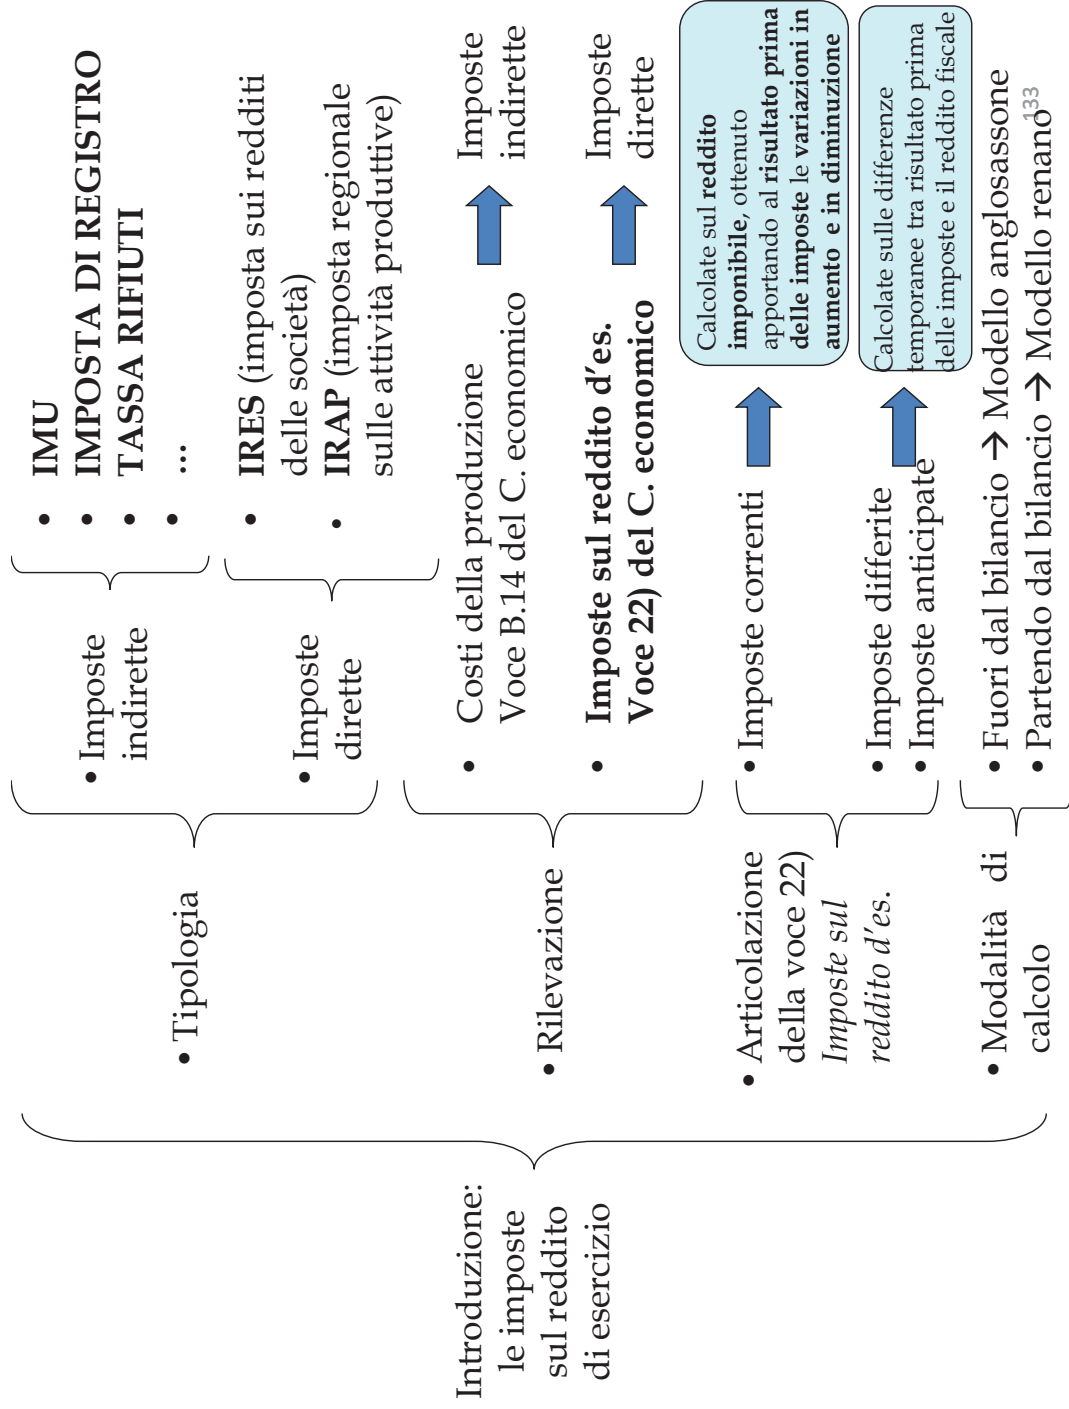 Introduzione:
le imposte
sul reddito
di esercizio
• Tipologia
• Imposte
indirette
• IMU
• IMPOSTA DI REGISTRO
• TASSA RIFIUTI
• ...
• Imposte
dirette
• IRES (imposta sui redditi
delle società)
• IRAP (imposta regionale
sulle attività produttive)
• Rilevazione
• Costi della produzione
Voce B.14 del C. economico
Imposte
indirette
• Imposte sul reddito d'es.
Voce 22) del C. economico
Imposte
dirette
• Articolazione
della voce 22)
Imposte sul
reddito d'es.
• Imposte correnti
Calcolate sul reddito
imponibile, ottenuto
apportando al risultato prima
delle imposte le variazioni in
aumento e in diminuzione
• Imposte differite
• Imposte anticipate
Calcolate sulle differenze
temporanee tra risultato prima
delle imposte e il reddito fiscale
• Modalità di
calcolo
• Fuori dal bilancio → Modello anglosassone
• Partendo dal bilancio → Modello renano
133